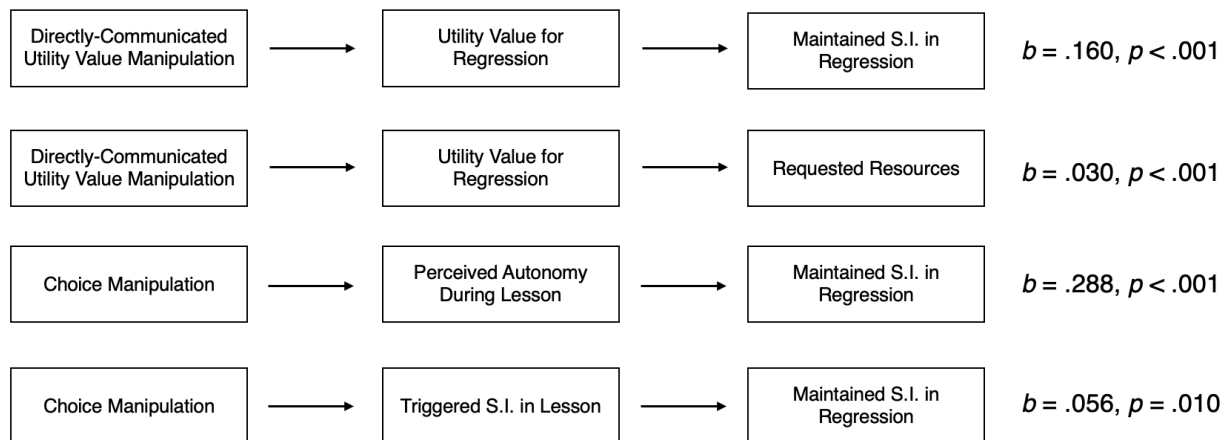 Directly-Communicated
Utility Value Manipulation
Utility Value for
Regression
Maintained S.I. in
Regression
b = .160, p < .001
Directly-Communicated
Utility Value Manipulation
Utility Value for
Regression
Requested Resources
b = .030, p < .001
Choice Manipulation
Perceived Autonomy
During Lesson
Maintained S.I. in
Regression
b = .288, p < .001
Choice Manipulation
Triggered S.I. in Lesson
Maintained S.I. in
Regression
b = .056, p = .010